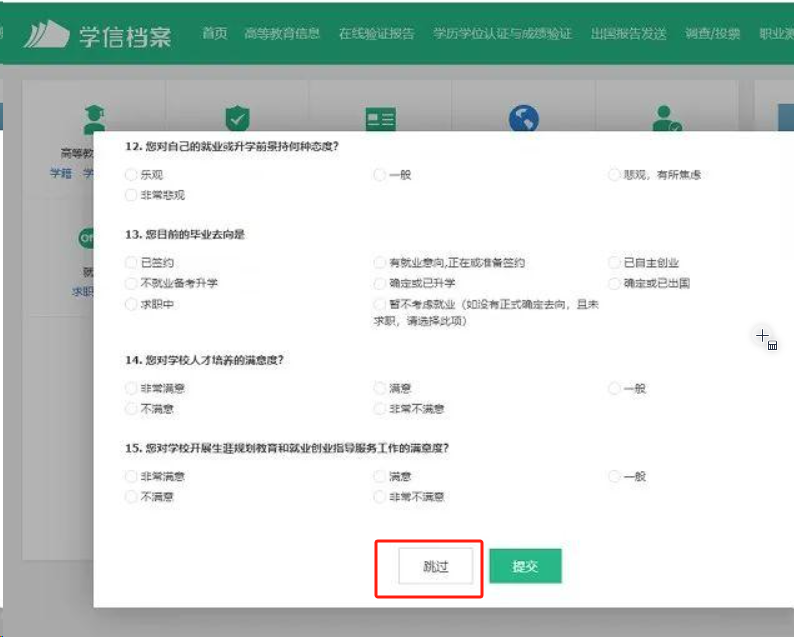 学信档案 首页 高等教育信息 在线验证报告 学历学位认证与成绩验证 出国报告发送 调查/投票 职业测
高等教
学籍 学
就
求职
12. 您对自己的就业或升学前景持何种态度?
乐观 一般 悲观，有所焦虑
非常悲观
13. 您目前的毕业去向是
已签约 有就业意向,正在或准备签约 已自主创业
不就业备考升学 确定或已升学 确定或已出国
求职中 暂不考虑就业（如没有正式确定去向，且未
求职，请选择此项）
14. 您对学校人才培养的满意度?
非常满意 满意 一般
不满意 非常不满意
15. 您对学校开展生涯规划教育和就业创业指导服务工作的满意度?
非常满意 满意 一般
不满意 非常不满意
跳过 提交